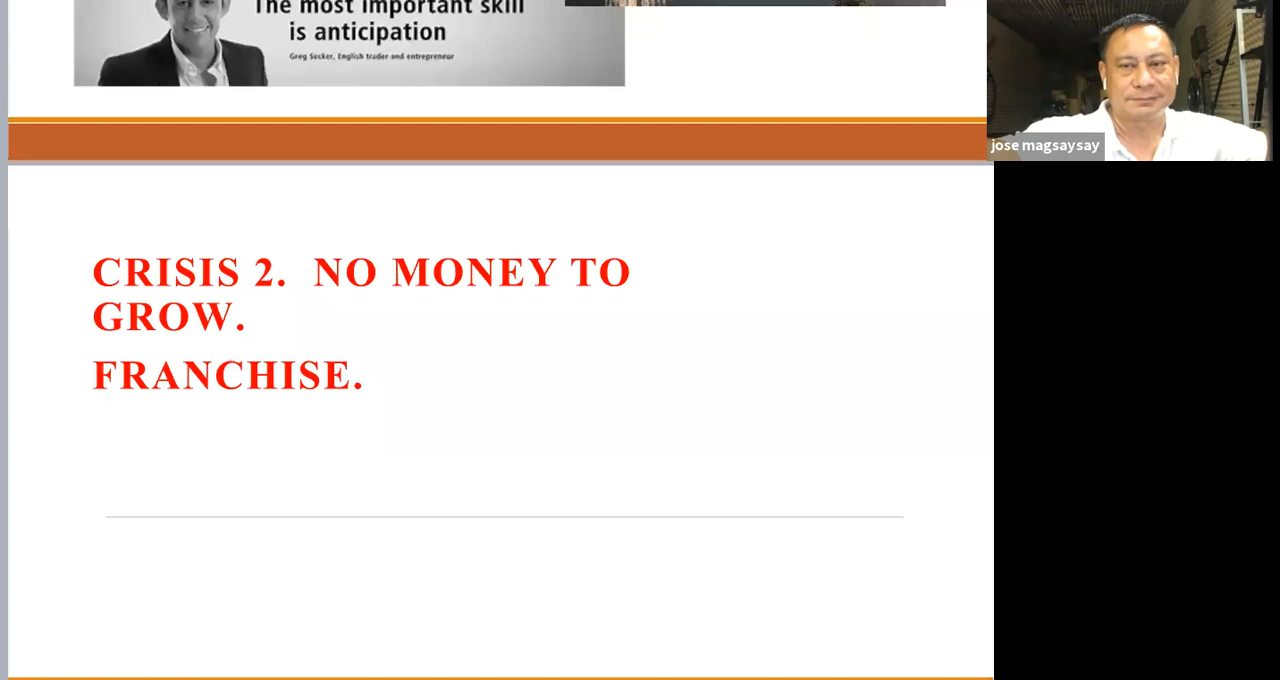 The most important skill
is anticipation
Greg Secker, English trader and entrepreneur
jose magsaysay
CRISIS 2. NO MONEY TO
GROW.
FRANCHISE.